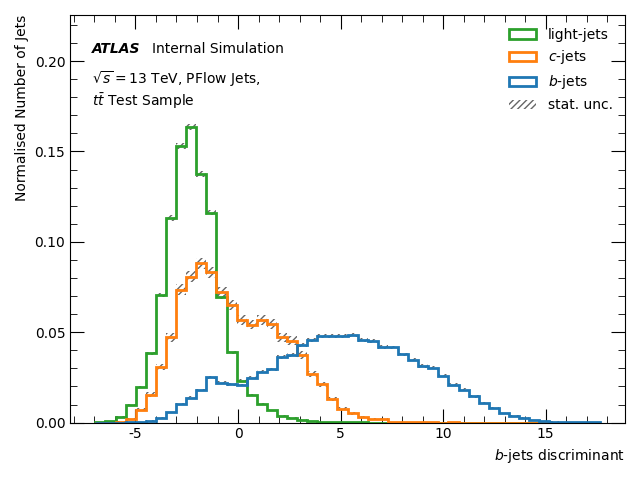 Normalised Number of Jets
ATLAS Internal Simulation
√s = 13 TeV, PFlow Jets,
tt̄ Test Sample
light-jets
c-jets
b-jets
stat. unc.
0.20
0.15
0.10
0.05
0.00
-5 0 5 10 15
b-jets discriminant